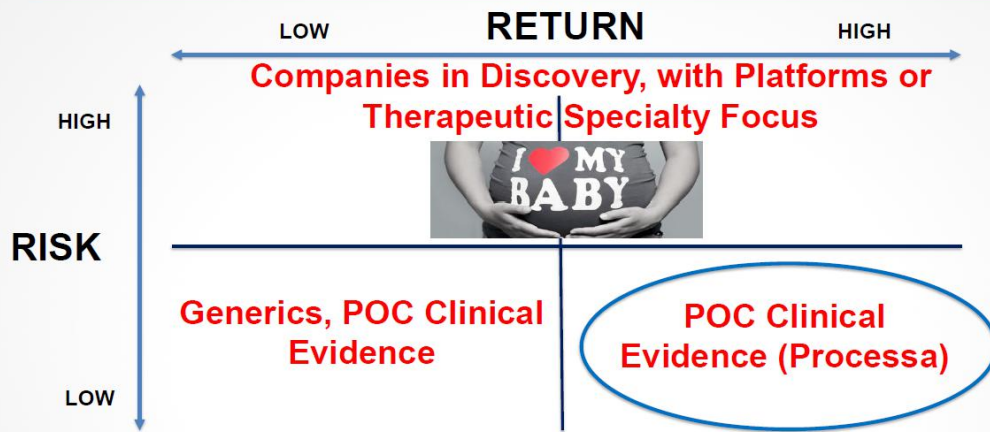 RETURN
LOW
HIGH
Companies in Discovery, with Platforms or
Therapeutic Specialty Focus
HIGH
I ❤ MY
BABY
RISK
Generics, POC Clinical
Evidence
POC Clinical
Evidence (Processa)
LOW